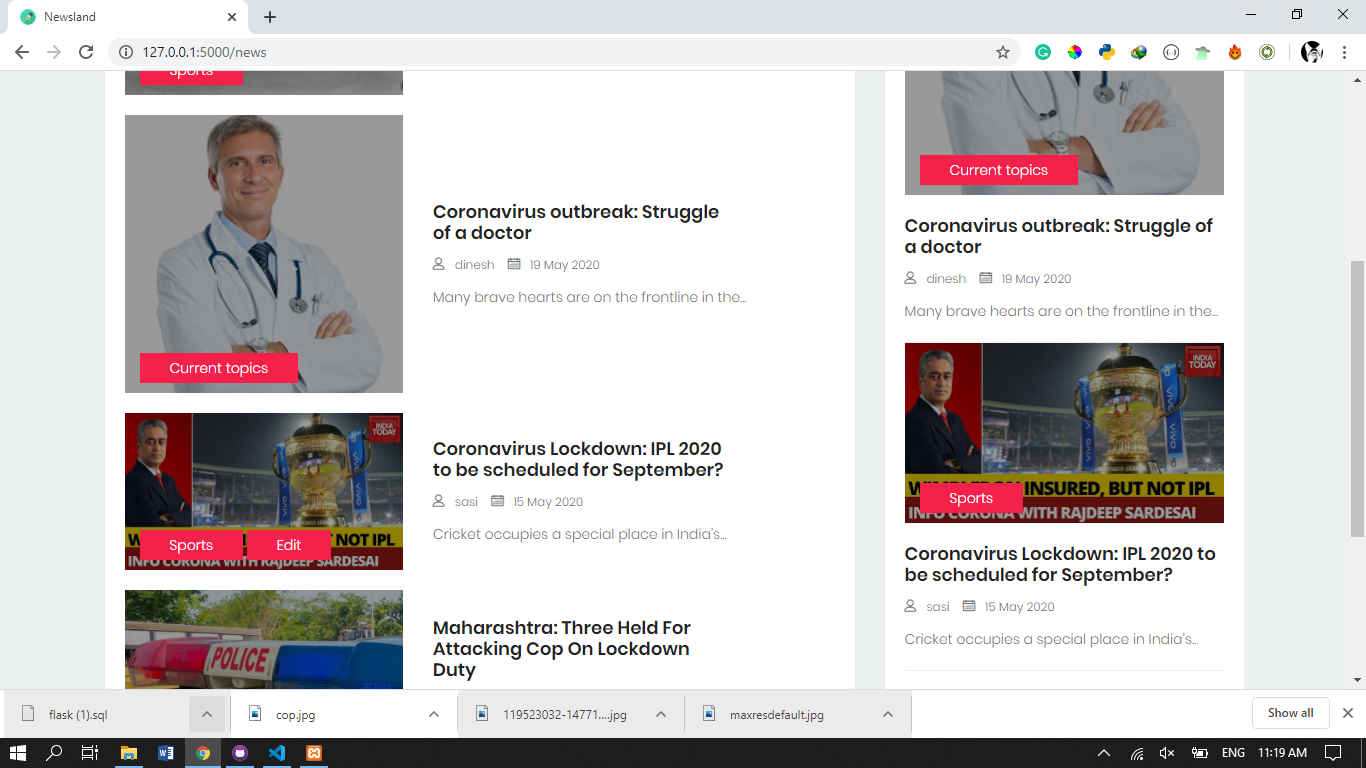 Newsland
127.0.0.1:5000/news
Sports
Current topics
Coronavirus outbreak: Struggle
of a doctor
dinesh 19 May 2020
Many brave hearts are on the frontline in the...
INDIA
TODAY
vivo
NOT IPL
INFO CORONA WITH RAJDEEP SARDESAI
Sports Edit
Coronavirus Lockdown: IPL 2020
to be scheduled for September?
sasi 15 May 2020
Cricket occupies a special place in India's...
POLICE
Maharashtra: Three Held For
Attacking Cop On Lockdown
Duty
Current topics
Coronavirus outbreak: Struggle of
a doctor
dinesh 19 May 2020
Many brave hearts are on the frontline in the...
INDIA
TODAY
VIVO
vivo
INSURED, BUT NOT IPL
INFO CORONA WITH RAJDEEP SARDESAI
Sports
Coronavirus Lockdown: IPL 2020 to
be scheduled for September?
sasi 15 May 2020
Cricket occupies a special place in India's...
flask (1).sql
cop.jpg
119523032-14771....jpg
maxresdefault.jpg
Show all
ENG 11:19 AM